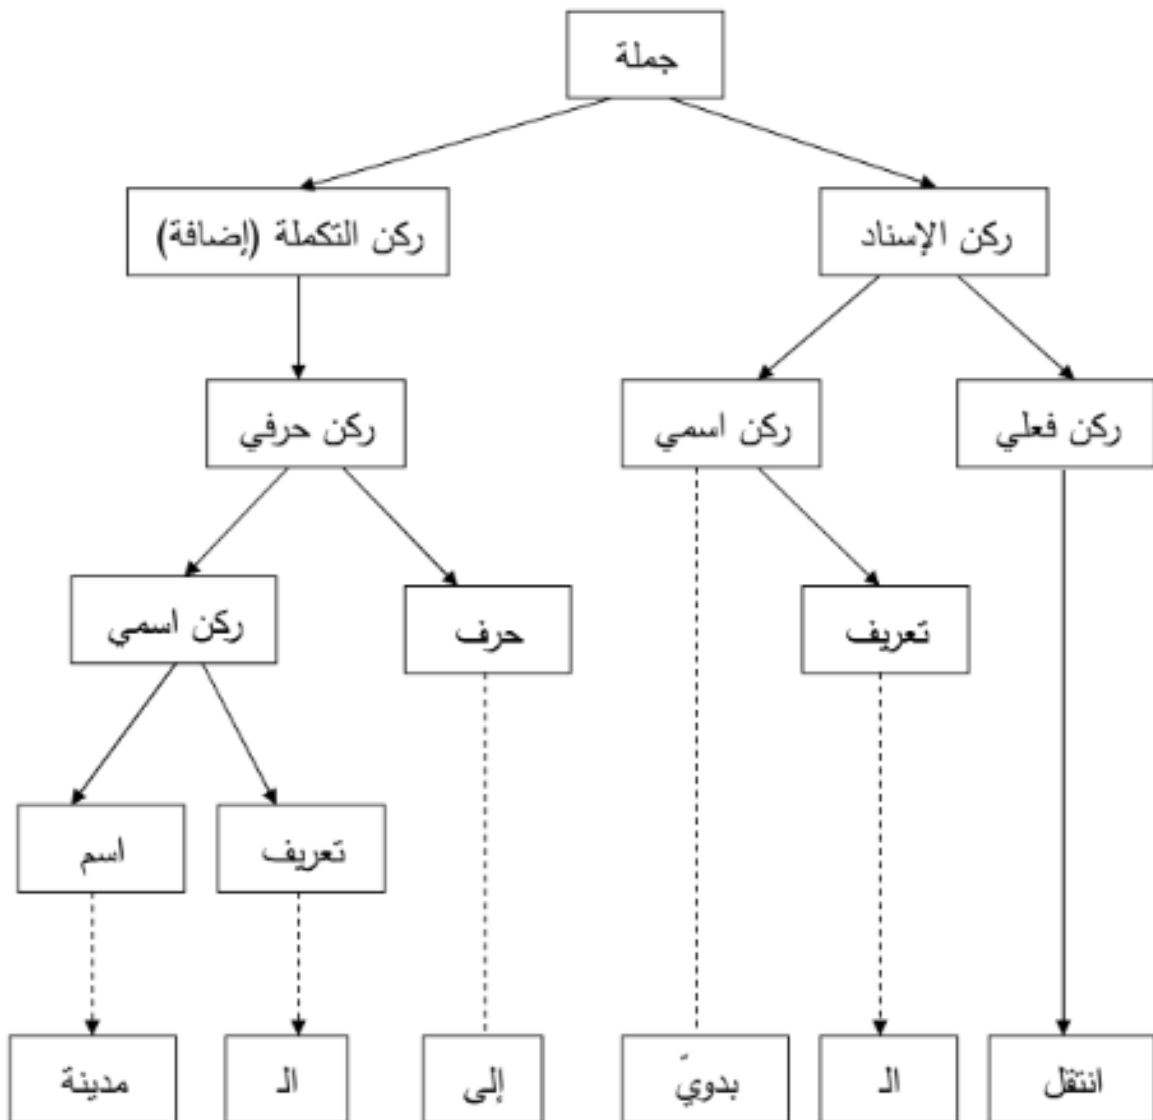 جملة
ركن الإسناد
ركن التكملة (إضافة)
ركن فعلي
ركن اسمي
ركن حرفي
تعريف
حرف
ركن اسمي
تعريف
اسم
انتقل
الـ
بدويّ
إلى
الـ
مدينة